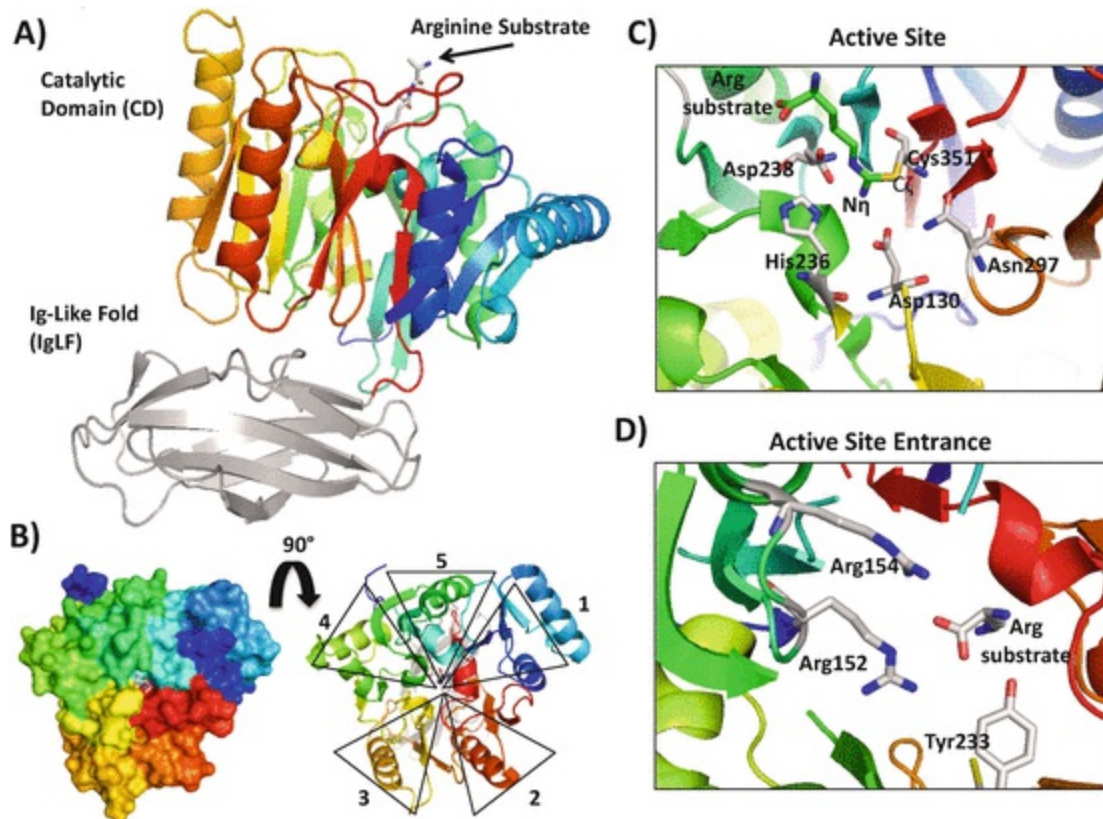 A)
Arginine Substrate
Catalytic
Domain (CD)
Ig-Like Fold
(IgLF)
B)
90°
5
4
1
3
2
C)
Active Site
Arg
substrate
Asp238
Cys351
Cζ
Nη
His236
Asn297
Asp130
D)
Active Site Entrance
Arg154
Arg
substrate
Arg152
Tyr233